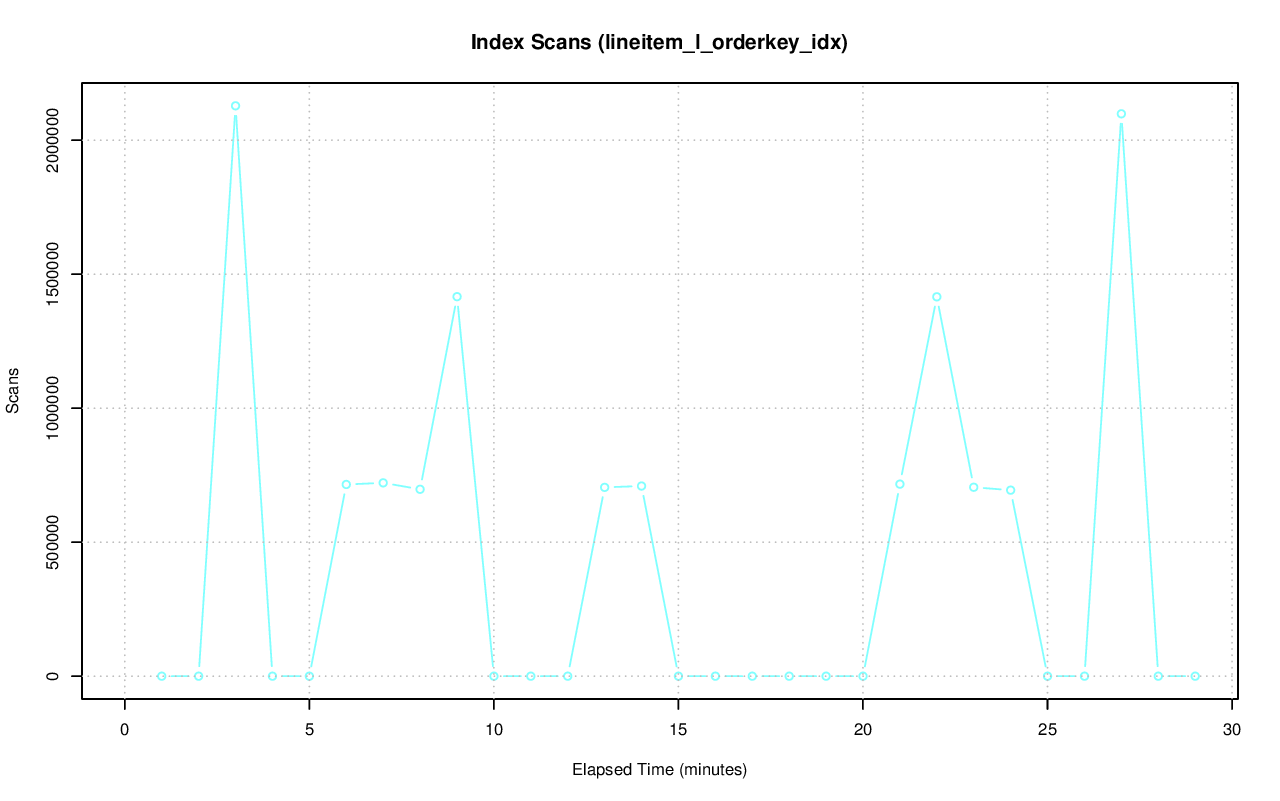 Index Scans (lineitem_l_orderkey_idx)
Scans
2000000
1500000
1000000
500000
0
0 5 10 15 20 25 30
Elapsed Time (minutes)